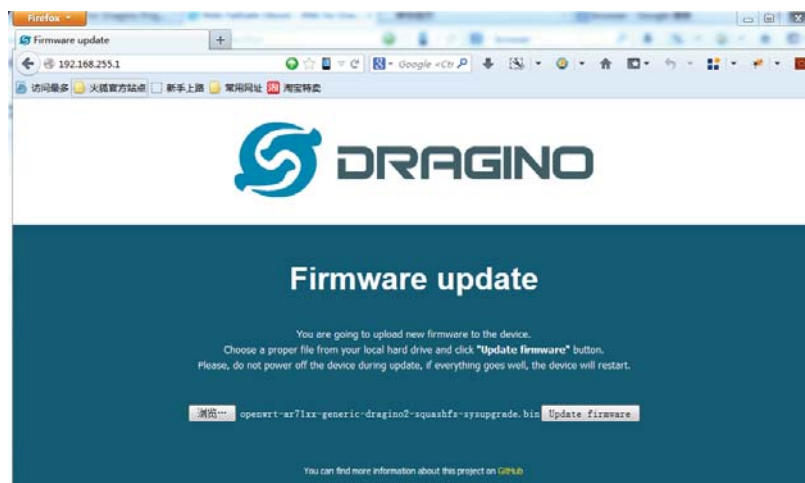 Firefox
Firmware update
192.168.255.1
Google
访问最多 火狐官方站点 新手上路 常用网址 淘宝特卖
DRAGINO
Firmware update
You are going to upload new firmware to the device.
Choose a proper file from your local hard drive and click "Update firmware" button.
Please, do not power off the device during update, if everything goes well, the device will restart.
浏览… openwrt-ar71xx-generic-dragino2-squashfs-sysupgrade.bin Update firmware
You can find more information about this project on GitHub